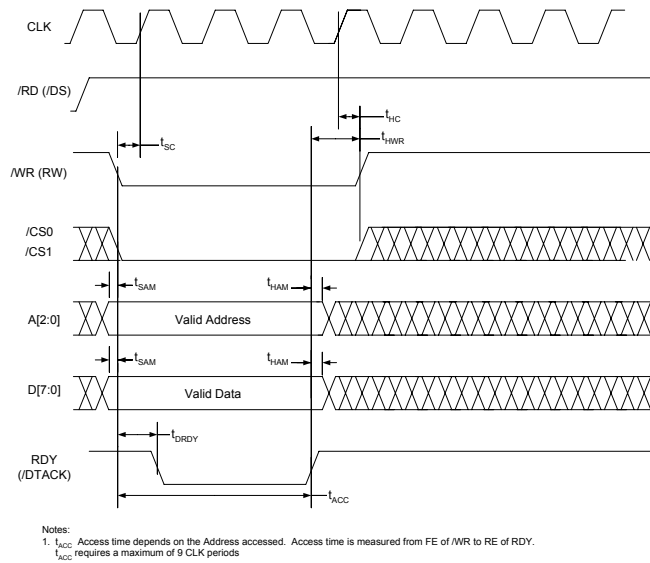 CLK
/RD (/DS)
tHC
tSC
tHWR
/WR (RW)
/CS0
/CS1
tSAM
tHAM
A[2:0]
Valid Address
tSAM
tHAM
D[7:0]
Valid Data
tDRDY
RDY
(/DTACK)
tACC
Notes:
1. tACC Access time depends on the Address accessed. Access time is measured from FE of /WR to RE of RDY.
tACC requires a maximum of 9 CLK periods